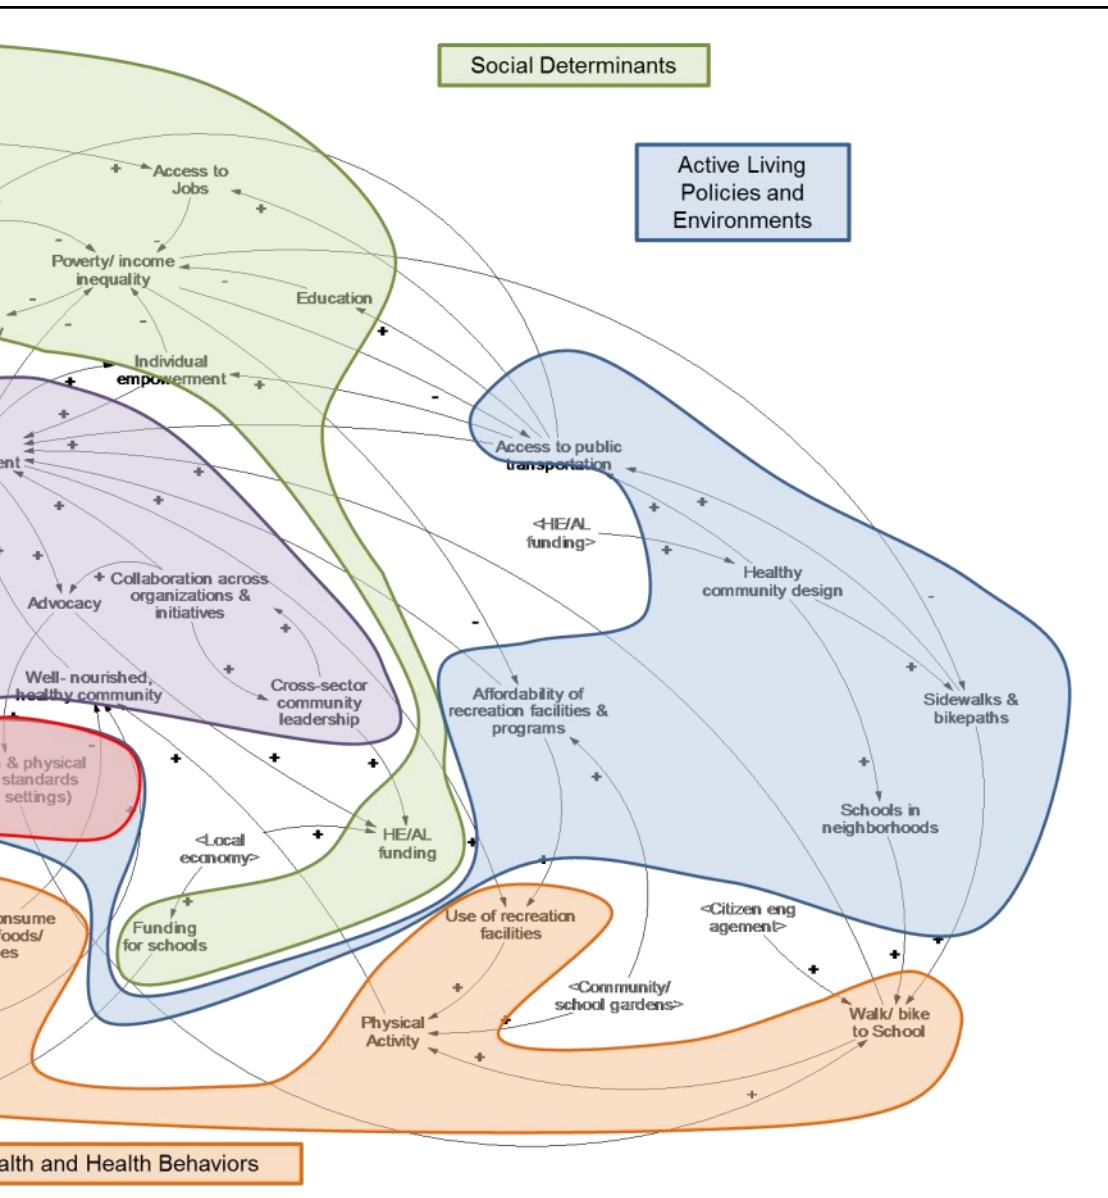 Social Determinants
Active Living
Policies and
Environments
Access to
Jobs
Poverty/ income
inequality
Education
Individual
empowerment
Access to public
transportation
<HE/AL
funding>
Healthy
community design
Collaboration across
organizations &
initiatives
Advocacy
Well- nourished,
healthy community
Cross-sector
community
leadership
Affordability of
recreation facilities &
programs
Sidewalks &
bikepaths
& physical
standards
settings)
Schools in
neighborhoods
<Local
economy>
HE/AL
funding
Funding
for schools
Use of recreation
facilities
<Citizen eng
agement>
<Community/
school gardens>
Physical
Activity
Walk/ bike
to School
foods/
and Health Behaviors